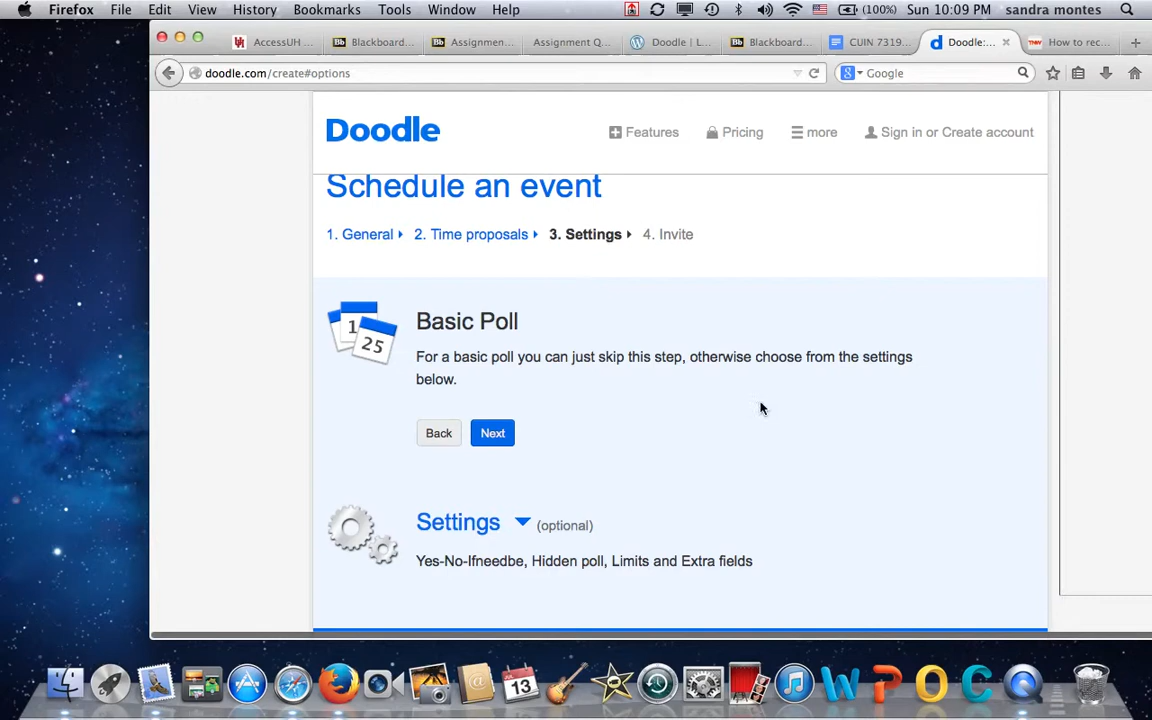 Firefox File Edit View History Bookmarks Tools Window Help (100%) Sun 10:09 PM sandra montes
AccessUH ... Blackboard... Assignmen... Assignment Q... Doodle | L... Blackboard... CUIN 7319... Doodle:... How to rec...
doodle.com/create#options Google
Doodle Features Pricing more Sign in or Create account
Schedule an event
1. General 2. Time proposals 3. Settings 4. Invite
Basic Poll
For a basic poll you can just skip this step, otherwise choose from the settings
below.
Back Next
Settings (optional)
Yes-No-Ifneedbe, Hidden poll, Limits and Extra fields